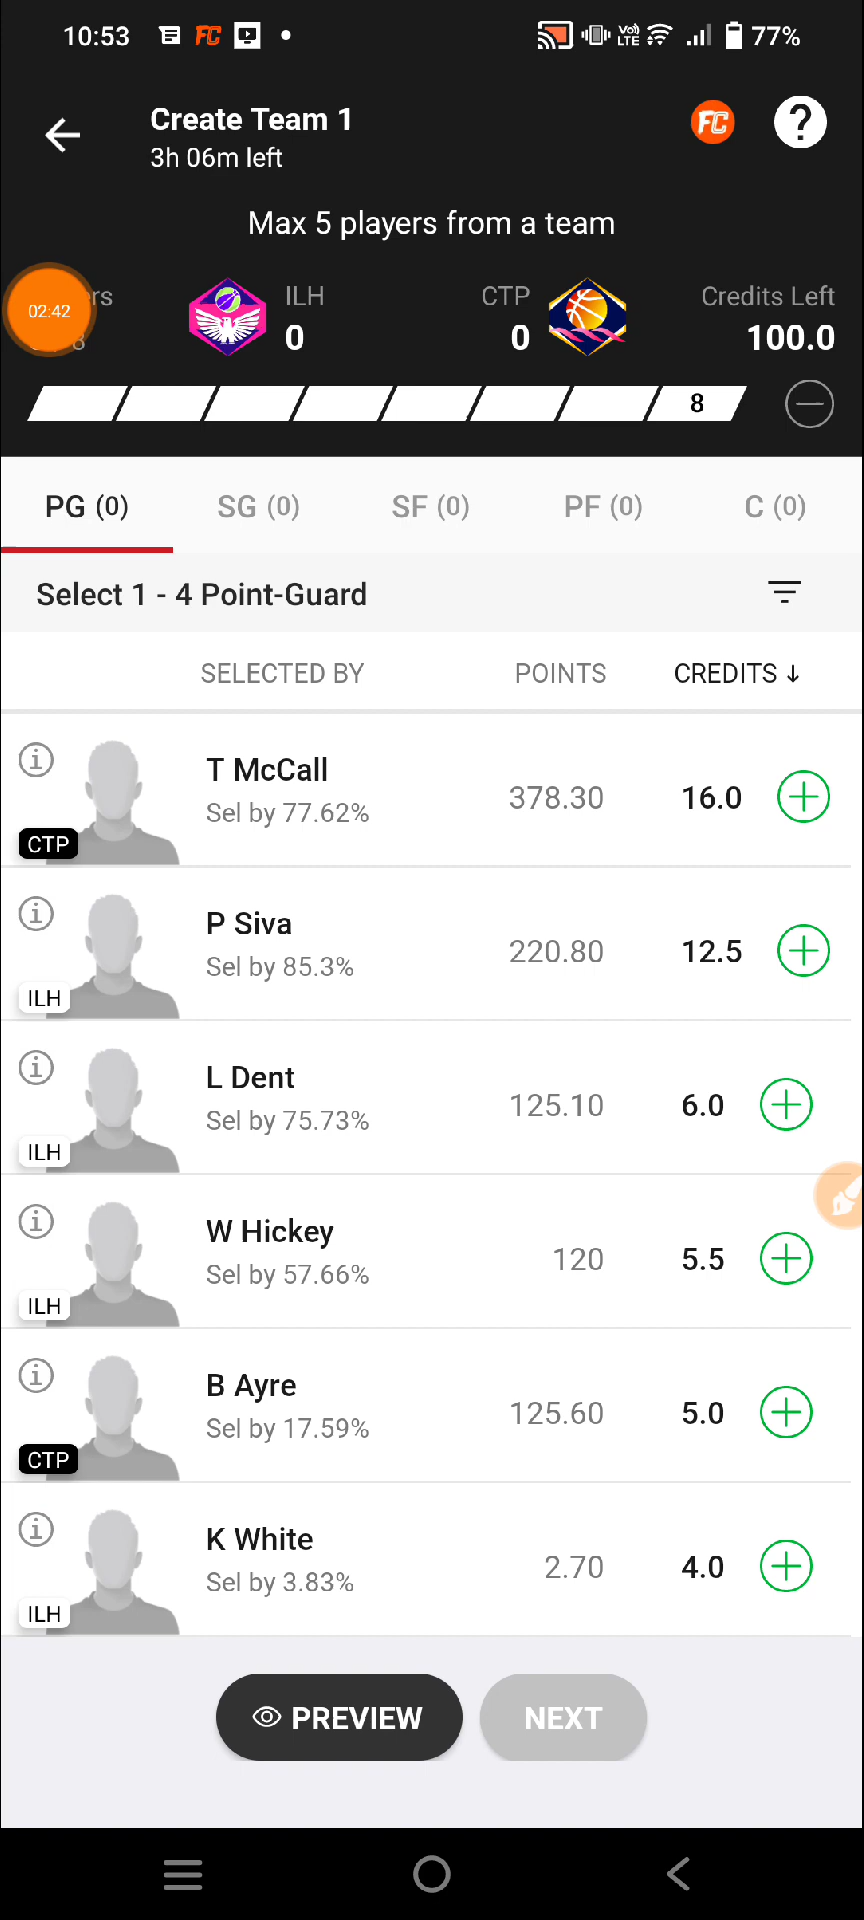 10:53 FC VoLTE 77%
Create Team 1
FC ?
3h 06m left
Max 5 players from a team
rs ILH CTP Credits Left
02:42 0 0 100.0
8
8
PG (0) SG (0) SF (0) PF (0) C (0)
Select 1 - 4 Point-Guard
SELECTED BY POINTS CREDITS ↓
T McCall
Sel by 77.62% 378.30 16.0
CTP
P Siva
Sel by 85.3% 220.80 12.5
ILH
L Dent
Sel by 75.73% 125.10 6.0
ILH
W Hickey
Sel by 57.66% 120 5.5
ILH
B Ayre
Sel by 17.59% 125.60 5.0
CTP
K White
Sel by 3.83% 2.70 4.0
ILH
PREVIEW NEXT